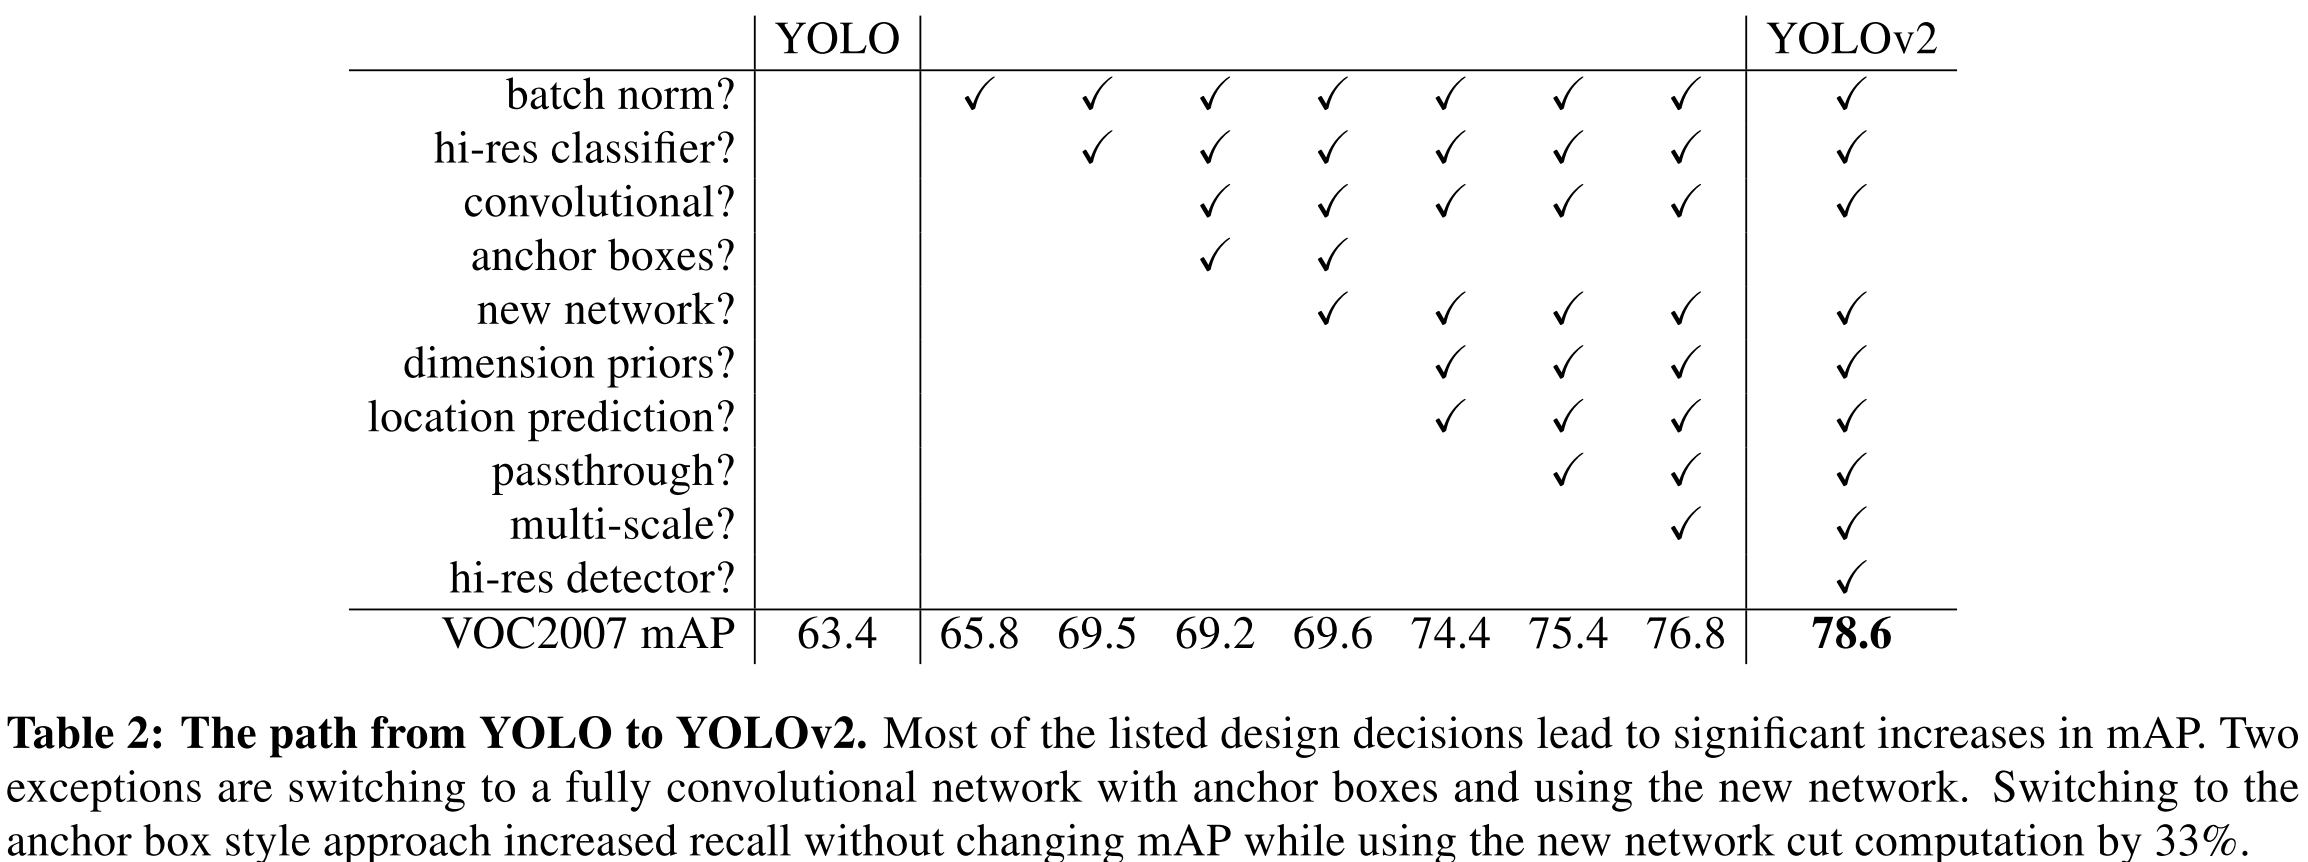 YOLO YOLOv2
batch norm? ✓ ✓ ✓ ✓ ✓ ✓ ✓ ✓
hi-res classifier? ✓ ✓ ✓ ✓ ✓ ✓ ✓
convolutional? ✓ ✓ ✓ ✓ ✓ ✓
anchor boxes? ✓ ✓
new network? ✓ ✓ ✓ ✓ ✓
dimension priors? ✓ ✓ ✓ ✓
location prediction? ✓ ✓ ✓ ✓
passthrough? ✓ ✓ ✓
multi-scale? ✓ ✓
hi-res detector? ✓
VOC2007 mAP 63.4 65.8 69.5 69.2 69.6 74.4 75.4 76.8 78.6
Table 2: The path from YOLO to YOLOv2. Most of the listed design decisions lead to significant increases in mAP. Two
exceptions are switching to a fully convolutional network with anchor boxes and using the new network. Switching to the
anchor box style approach increased recall without changing mAP while using the new network cut computation by 33%.